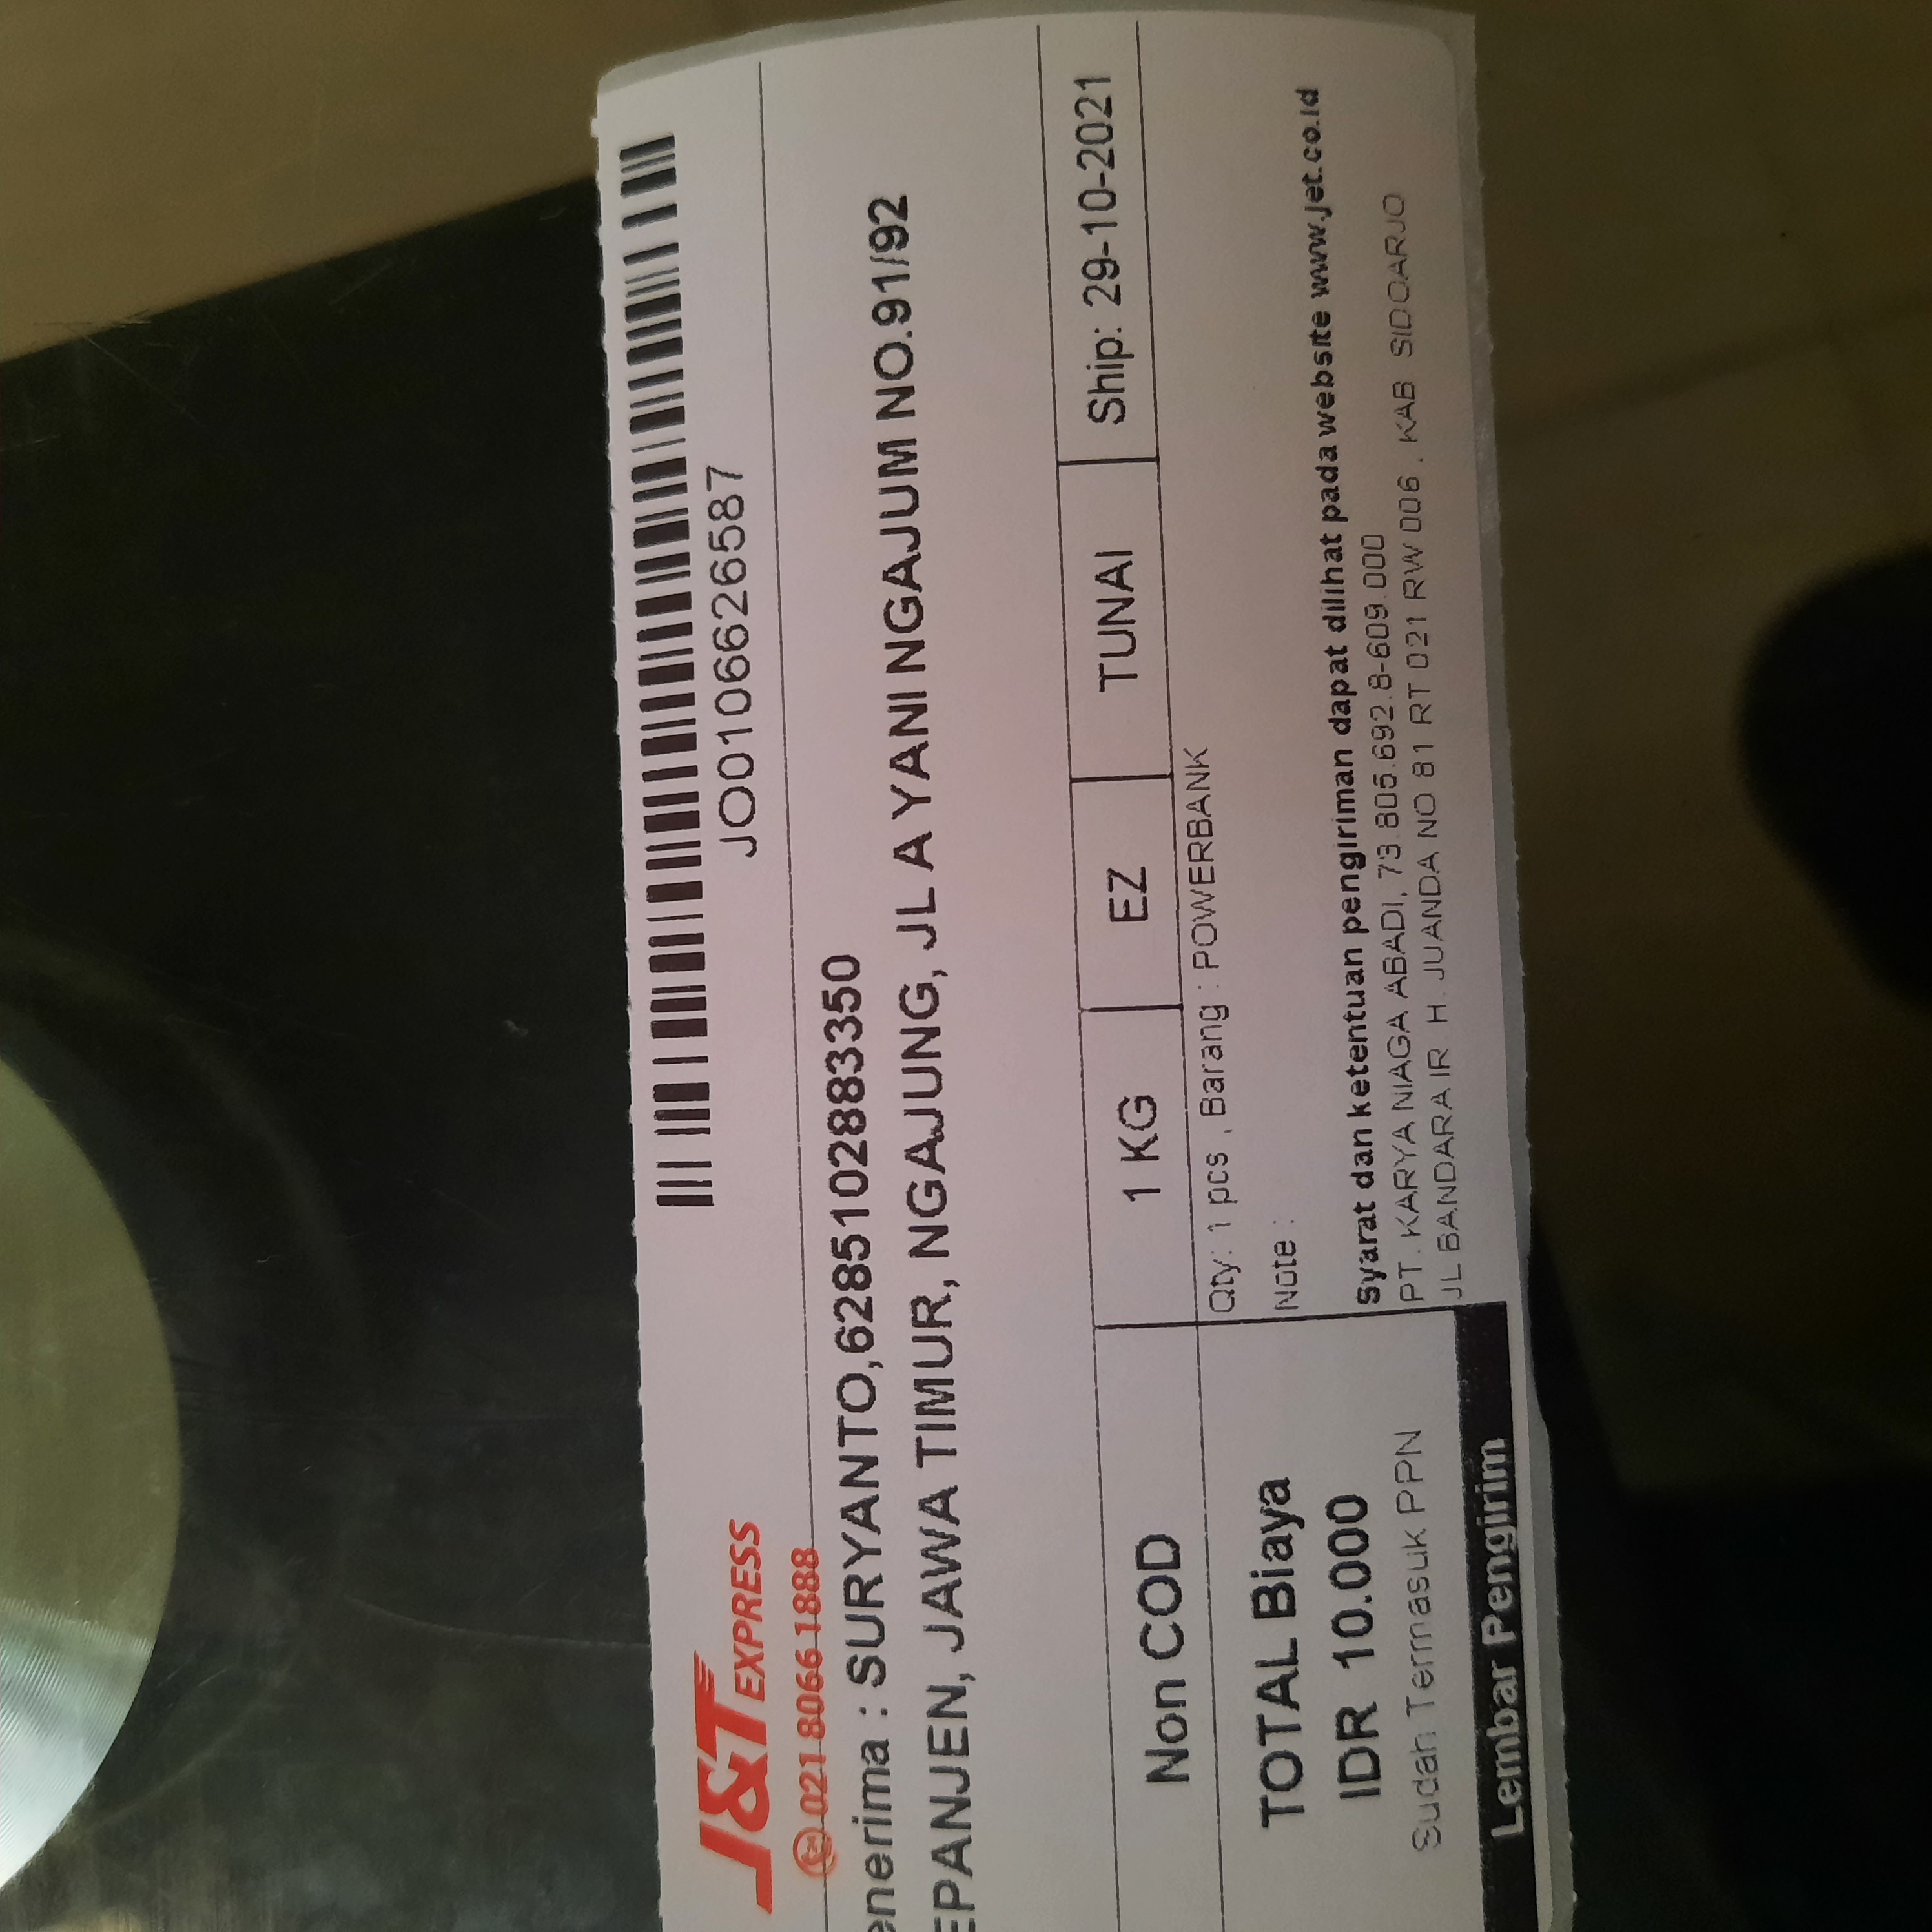 J&T EXPRESS
021 8066 1888
JO0106626587
enerima : SURYANTO,6285102883350
EPANJEN, JAWA TIMUR, NGAJUNG, JL A YANI NGAJUM NO.91/92
Non COD
1 KG
EZ
TUNAI
Ship: 29-10-2021
TOTAL Biaya
IDR 10.000
Sudah Termasuk PPN
Lembar Pengirim
Qty: 1 pcs , Barang : POWERBANK
Note :
Syarat dan ketentuan pengiriman dapat dilihat pada website www.jet.co.id
PT. KARYA NIAGA ABADI, 73.805.692.8-609.000
JL BANDARA IR H. JUANDA NO 81 RT 021 RW 006 , KAB SIDOARJO